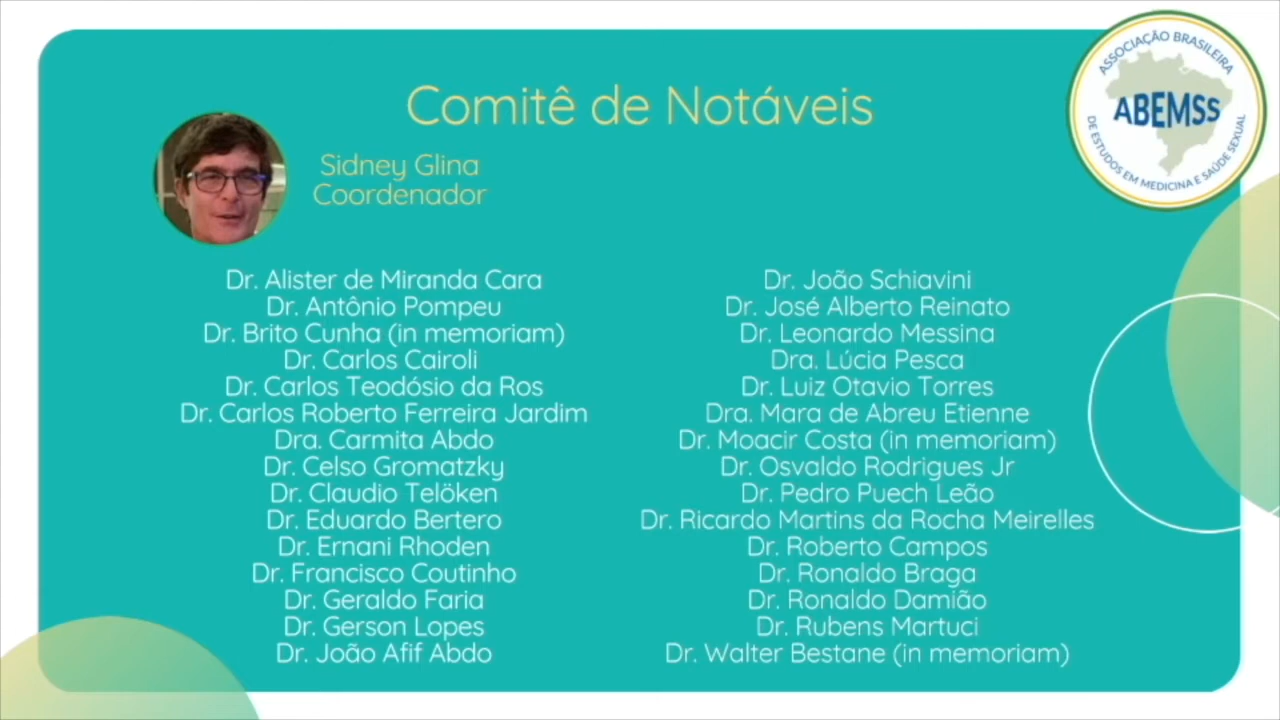 Comitê de Notáveis
Sidney Glina
Coordenador
ASSOCIAÇÃO BRASILEIRA
ABEMSS
DE ESTUDOS EM MEDICINA E SAÚDE SEXUAL
Dr. Alister de Miranda Cara
Dr. Antônio Pompeu
Dr. Brito Cunha (in memoriam)
Dr. Carlos Cairoli
Dr. Carlos Teodósio da Ros
Dr. Carlos Roberto Ferreira Jardim
Dra. Carmita Abdo
Dr. Celso Gromatzky
Dr. Claudio Telöken
Dr. Eduardo Bertero
Dr. Ernani Rhoden
Dr. Francisco Coutinho
Dr. Geraldo Faria
Dr. Gerson Lopes
Dr. João Afif Abdo
Dr. João Schiavini
Dr. José Alberto Reinato
Dr. Leonardo Messina
Dra. Lúcia Pesca
Dr. Luiz Otavio Torres
Dra. Mara de Abreu Etienne
Dr. Moacir Costa (in memoriam)
Dr. Osvaldo Rodrigues Jr
Dr. Pedro Puech Leão
Dr. Ricardo Martins da Rocha Meirelles
Dr. Roberto Campos
Dr. Ronaldo Braga
Dr. Ronaldo Damião
Dr. Rubens Martuci
Dr. Walter Bestane (in memoriam)